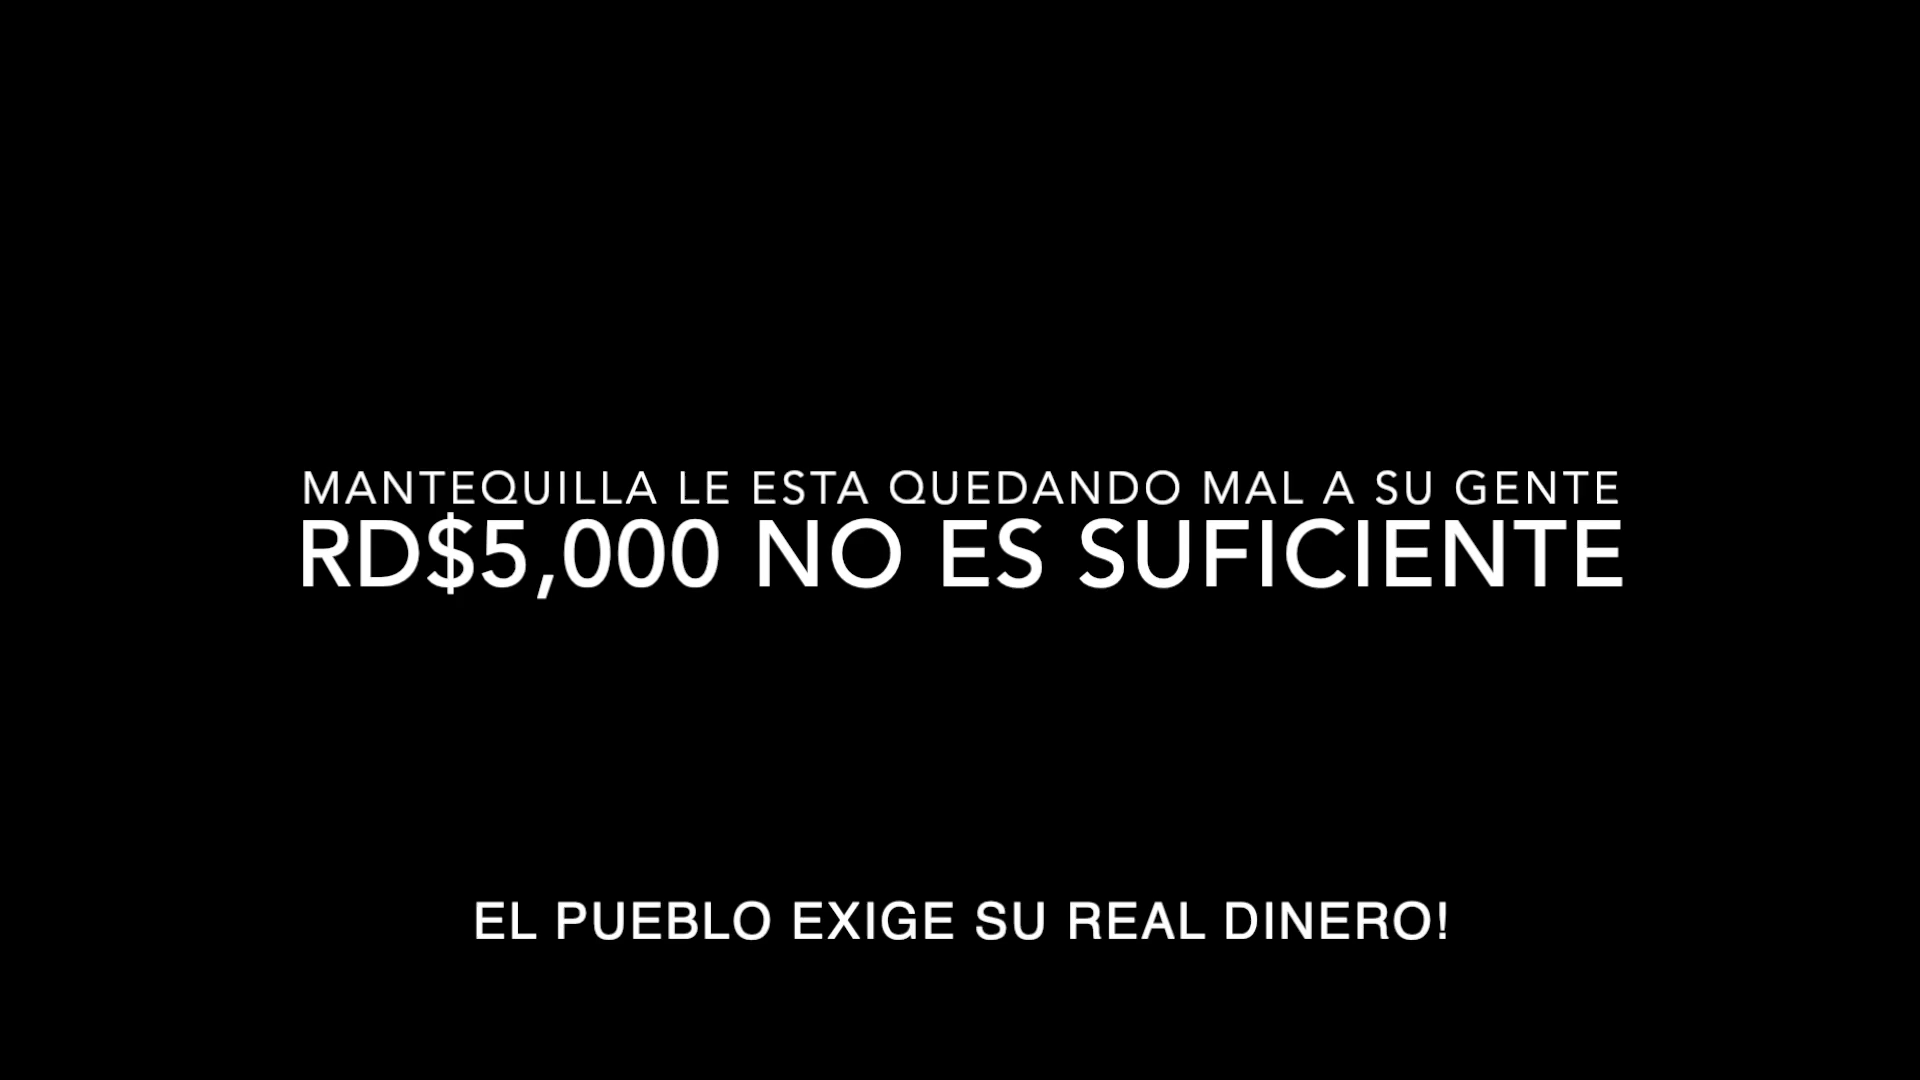 MANTEQUILLA LE ESTA QUEDANDO MAL A SU GENTE
RD$5,000 NO ES SUFICIENTE
EL PUEBLO EXIGE SU REAL DINERO!